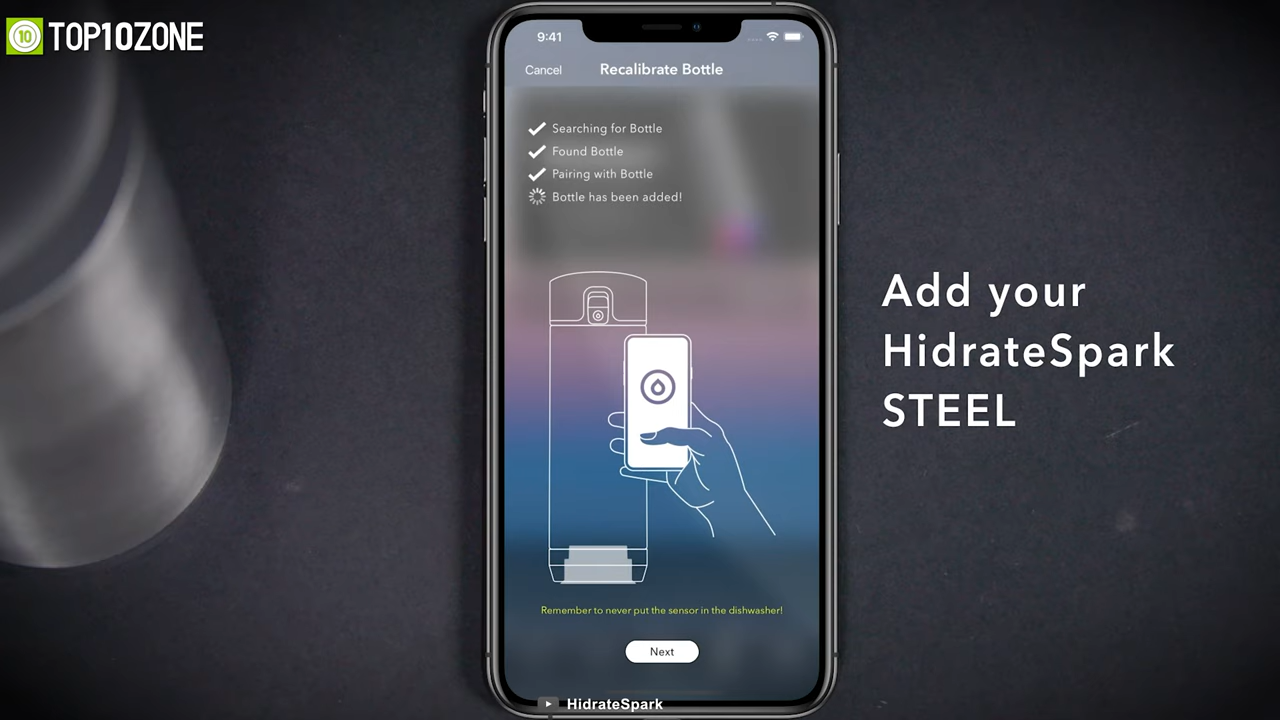 10 TOP10ZONE
9:41
Cancel Recalibrate Bottle
Searching for Bottle
Found Bottle
Pairing with Bottle
Bottle has been added!
Remember to never put the sensor in the dishwasher!
Next
Add your
HidrateSpark
STEEL
HidrateSpark